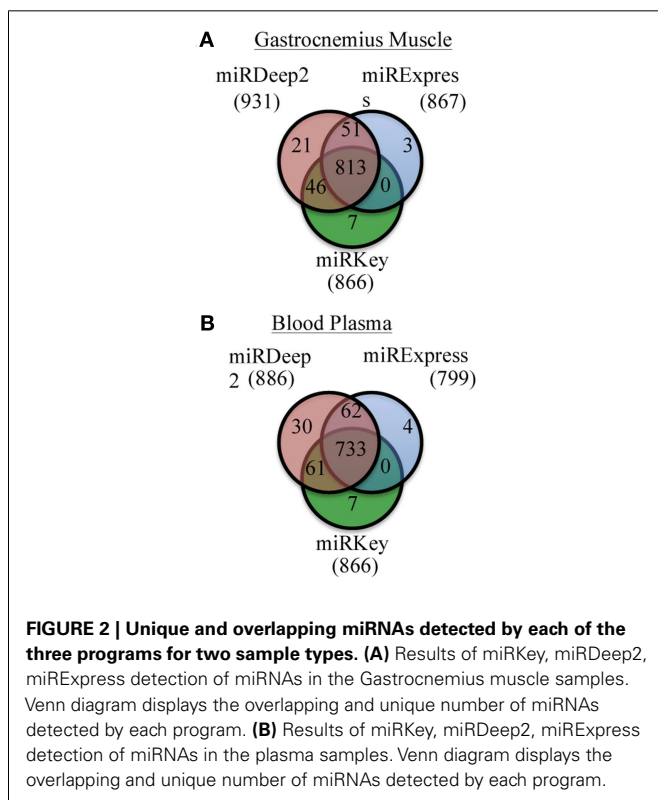 A Gastrocnemius Muscle
miRDeep2 miRExpres
(931) s (867)
51
21 3
813
46 0
7
miRKey
(866)
B Blood Plasma
miRDeep miRExpress
2 (886) (799)
62
30 4
733
61 0
7
miRKey
(866)
FIGURE 2 | Unique and overlapping miRNAs detected by each of the
three programs for two sample types. (A) Results of miRKey, miRDeep2,
miRExpress detection of miRNAs in the Gastrocnemius muscle samples.
Venn diagram displays the overlapping and unique number of miRNAs
detected by each program. (B) Results of miRKey, miRDeep2, miRExpress
detection of miRNAs in the plasma samples. Venn diagram displays the
overlapping and unique number of miRNAs detected by each program.